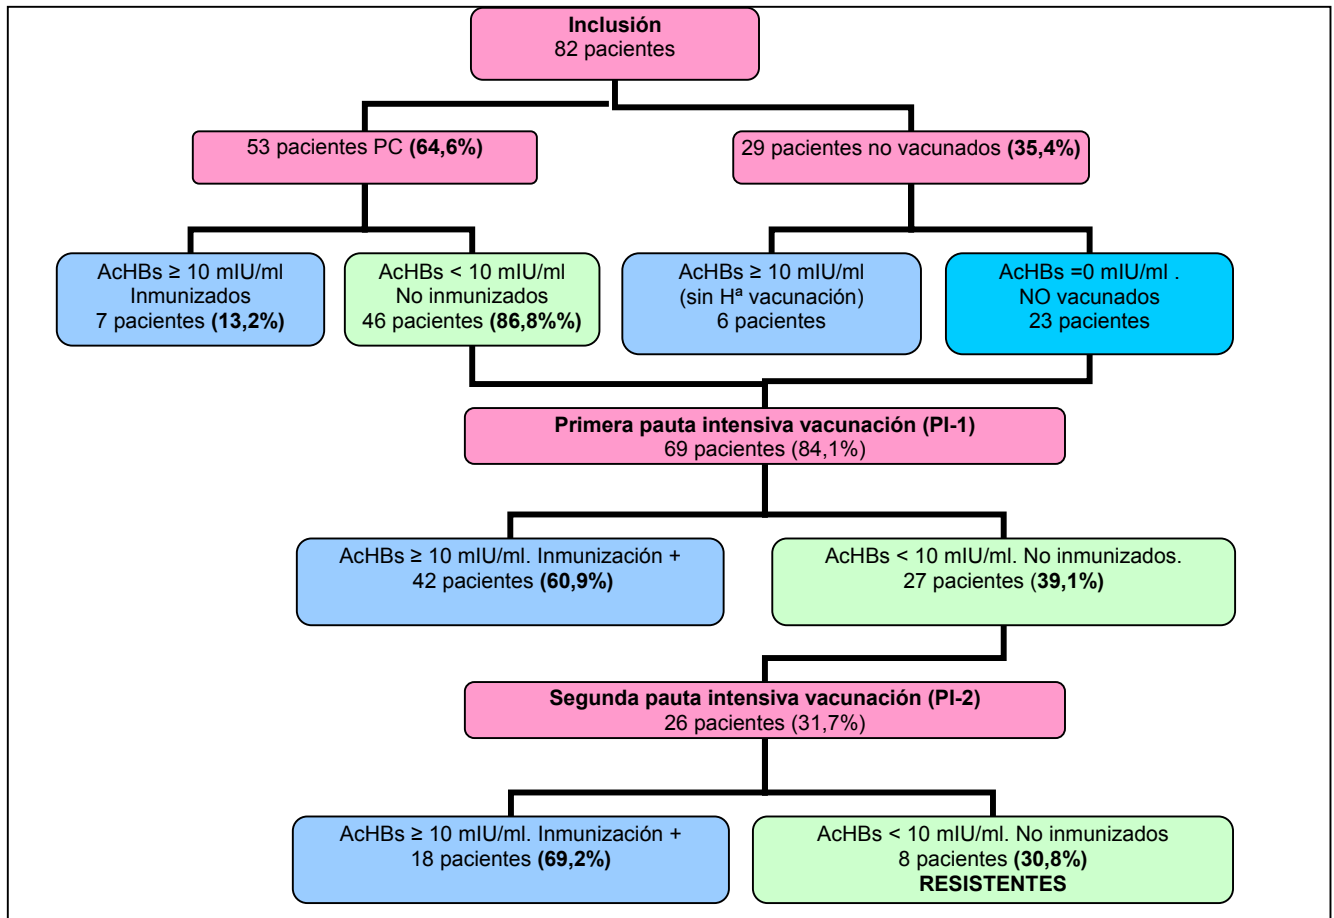 Inclusión
82 pacientes
53 pacientes PC (64,6%)
29 pacientes no vacunados (35,4%)
AcHBs ≥ 10 mIU/ml
Inmunizados
7 pacientes (13,2%)
AcHBs < 10 mIU/ml
No inmunizados
46 pacientes (86,8%%)
AcHBs ≥ 10 mIU/ml
(sin Hª vacunación)
6 pacientes
AcHBs =0 mIU/ml .
NO vacunados
23 pacientes
Primera pauta intensiva vacunación (PI-1)
69 pacientes (84,1%)
AcHBs ≥ 10 mIU/ml. Inmunización +
42 pacientes (60,9%)
AcHBs < 10 mIU/ml. No inmunizados.
27 pacientes (39,1%)
Segunda pauta intensiva vacunación (PI-2)
26 pacientes (31,7%)
AcHBs ≥ 10 mIU/ml. Inmunización +
18 pacientes (69,2%)
AcHBs < 10 mIU/ml. No inmunizados
8 pacientes (30,8%)
RESISTENTES